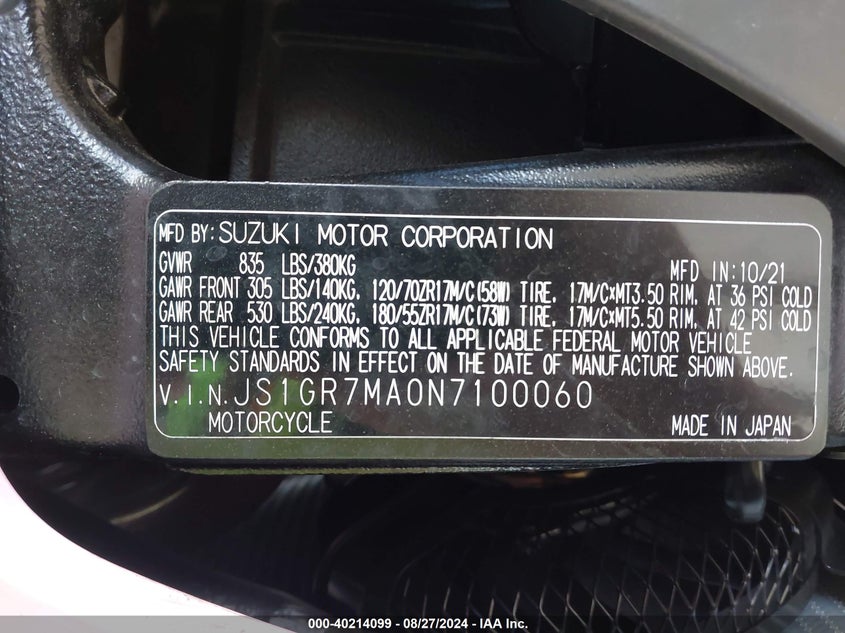 MFD BY: SUZUKI MOTOR CORPORATION
GVWR 835 LBS/380KG MFD IN: 10/21
GAWR FRONT 305 LBS/140KG, 120/70ZR17M/C(58W) TIRE, 17M/C×MT3.50 RIM, AT 36 PSI COLD
GAWR REAR 530 LBS/240KG, 180/55ZR17M/C(73W) TIRE, 17M/C×MT5.50 RIM, AT 42 PSI COLD
THIS VEHICLE CONFORMS TO ALL APPLICABLE FEDERAL MOTOR VEHICLE
SAFETY STANDARDS IN EFFECT ON THE DATE OF MANUFACTURE SHOWN ABOVE.
V.I.N. JS1GR7MA0N7100060
MOTORCYCLE MADE IN JAPAN
000-40214099 - 08/27/2024 - IAA Inc.